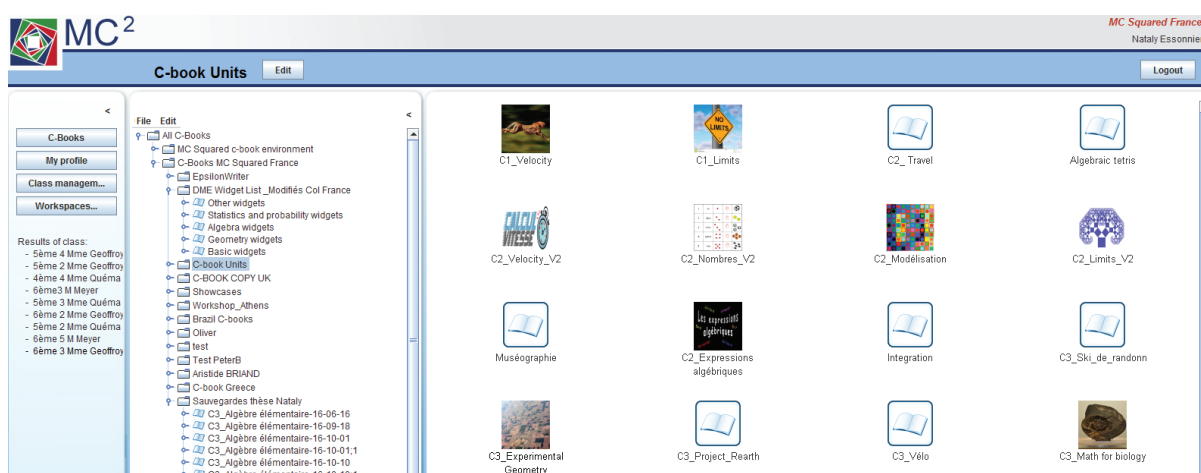 MC²
MC Squared France
Nataly Essonnier
C-book Units
Edit
Logout
<
C-Books
My profile
Class managem...
Workspaces...
Results of class:
- 5ème 4 Mme Geoffroy
- 5ème 2 Mme Geoffroy
- 4ème 4 Mme Quéma
- 6ème3 M Meyer
- 5ème 3 Mme Quéma
- 6ème 2 Mme Geoffroy
- 5ème 2 Mme Quéma
- 6ème 5 M Meyer
- 6ème 3 Mme Geoffroy
<
File Edit
All C-Books
MC Squared c-book environment
C-Books MC Squared France
EpsilonWriter
DME Widget List _Modifiés Col France
Other widgets
Statistics and probability widgets
Algebra widgets
Geometry widgets
Basic widgets
C-book Units
C-BOOK COPY UK
Showcases
Workshop_Athens
Brazil C-books
Oliver
test
Test PeterB
Aristide BRIAND
C-book Greece
Sauvegardes thèse Nataly
C3_Algèbre élémentaire-16-06-16
C3_Algèbre élémentaire-16-09-18
C3_Algèbre élémentaire-16-10-01
C3_Algèbre élémentaire-16-10-01;1
C3_Algèbre élémentaire-16-10-10
C1_Velocity
NO
LIMITS
C1_Limits
C2_ Travel
Algebraic tetris
CALCUL
VITESSE
C2_Velocity_V2
C2_Nombres_V2
C2_Modélisation
C2_Limits_V2
Muséographie
Les expressions
algébriques
C2_Expressions
algébriques
Integration
C3_Ski_de_randonn
C3_Experimental
Geometry
C3_Project_Rearth
C3_Vélo
C3_Math for biology